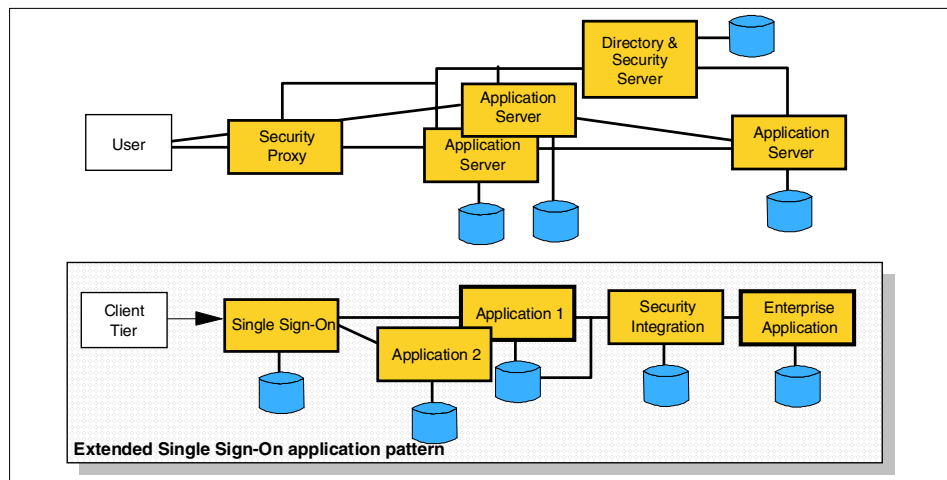 Directory &
Security
Server
Application
Server
User
Security
Proxy
Application
Server
Application
Server
Client
Tier
Single Sign-On
Application 1
Application 2
Security
Integration
Enterprise
Application
Extended Single Sign-On application pattern